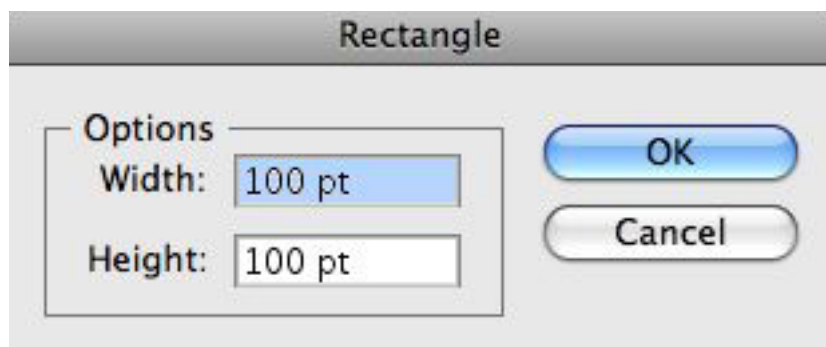 Rectangle
Options
Width: 100 pt
Height: 100 pt
OK
Cancel